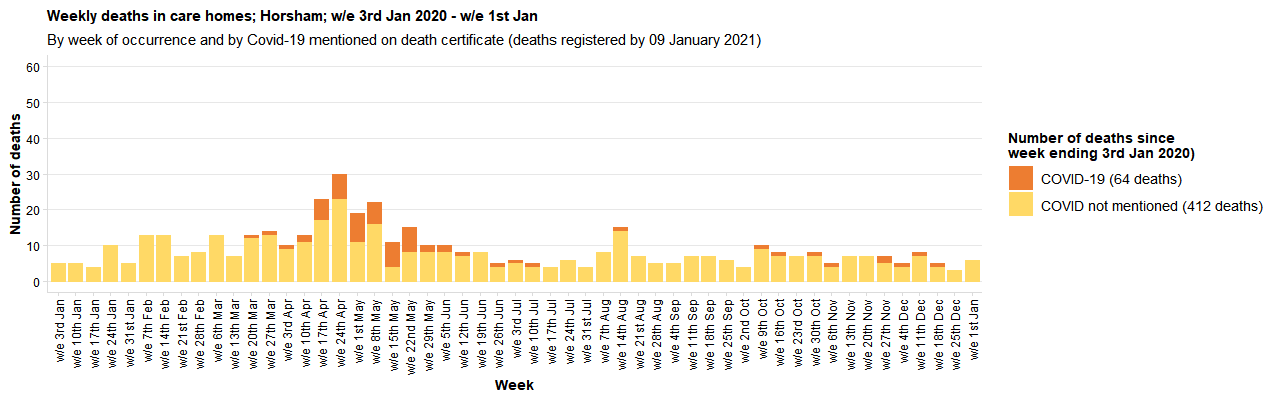 Weekly deaths in care homes; Horsham; w/e 3rd Jan 2020 - w/e 1st Jan
By week of occurrence and by Covid-19 mentioned on death certificate (deaths registered by 09 January 2021)
Number of deaths
60
50
40
30
20
10
0
w/e 3rd Jan
w/e 10th Jan
w/e 17th Jan
w/e 24th Jan
w/e 31st Jan
w/e 7th Feb
w/e 14th Feb
w/e 21st Feb
w/e 28th Feb
w/e 6th Mar
w/e 13th Mar
w/e 20th Mar
w/e 27th Mar
w/e 3rd Apr
w/e 10th Apr
w/e 17th Apr
w/e 24th Apr
w/e 1st May
w/e 8th May
w/e 15th May
w/e 22nd May
w/e 29th May
w/e 5th Jun
w/e 12th Jun
w/e 19th Jun
w/e 26th Jun
w/e 3rd Jul
w/e 10th Jul
w/e 17th Jul
w/e 24th Jul
w/e 31st Jul
w/e 7th Aug
w/e 14th Aug
w/e 21st Aug
w/e 28th Aug
w/e 4th Sep
w/e 11th Sep
w/e 18th Sep
w/e 25th Sep
w/e 2nd Oct
w/e 9th Oct
w/e 16th Oct
w/e 23rd Oct
w/e 30th Oct
w/e 6th Nov
w/e 13th Nov
w/e 20th Nov
w/e 27th Nov
w/e 4th Dec
w/e 11th Dec
w/e 18th Dec
w/e 25th Dec
w/e 1st Jan
Week
Number of deaths since
week ending 3rd Jan 2020)
COVID-19 (64 deaths)
COVID not mentioned (412 deaths)